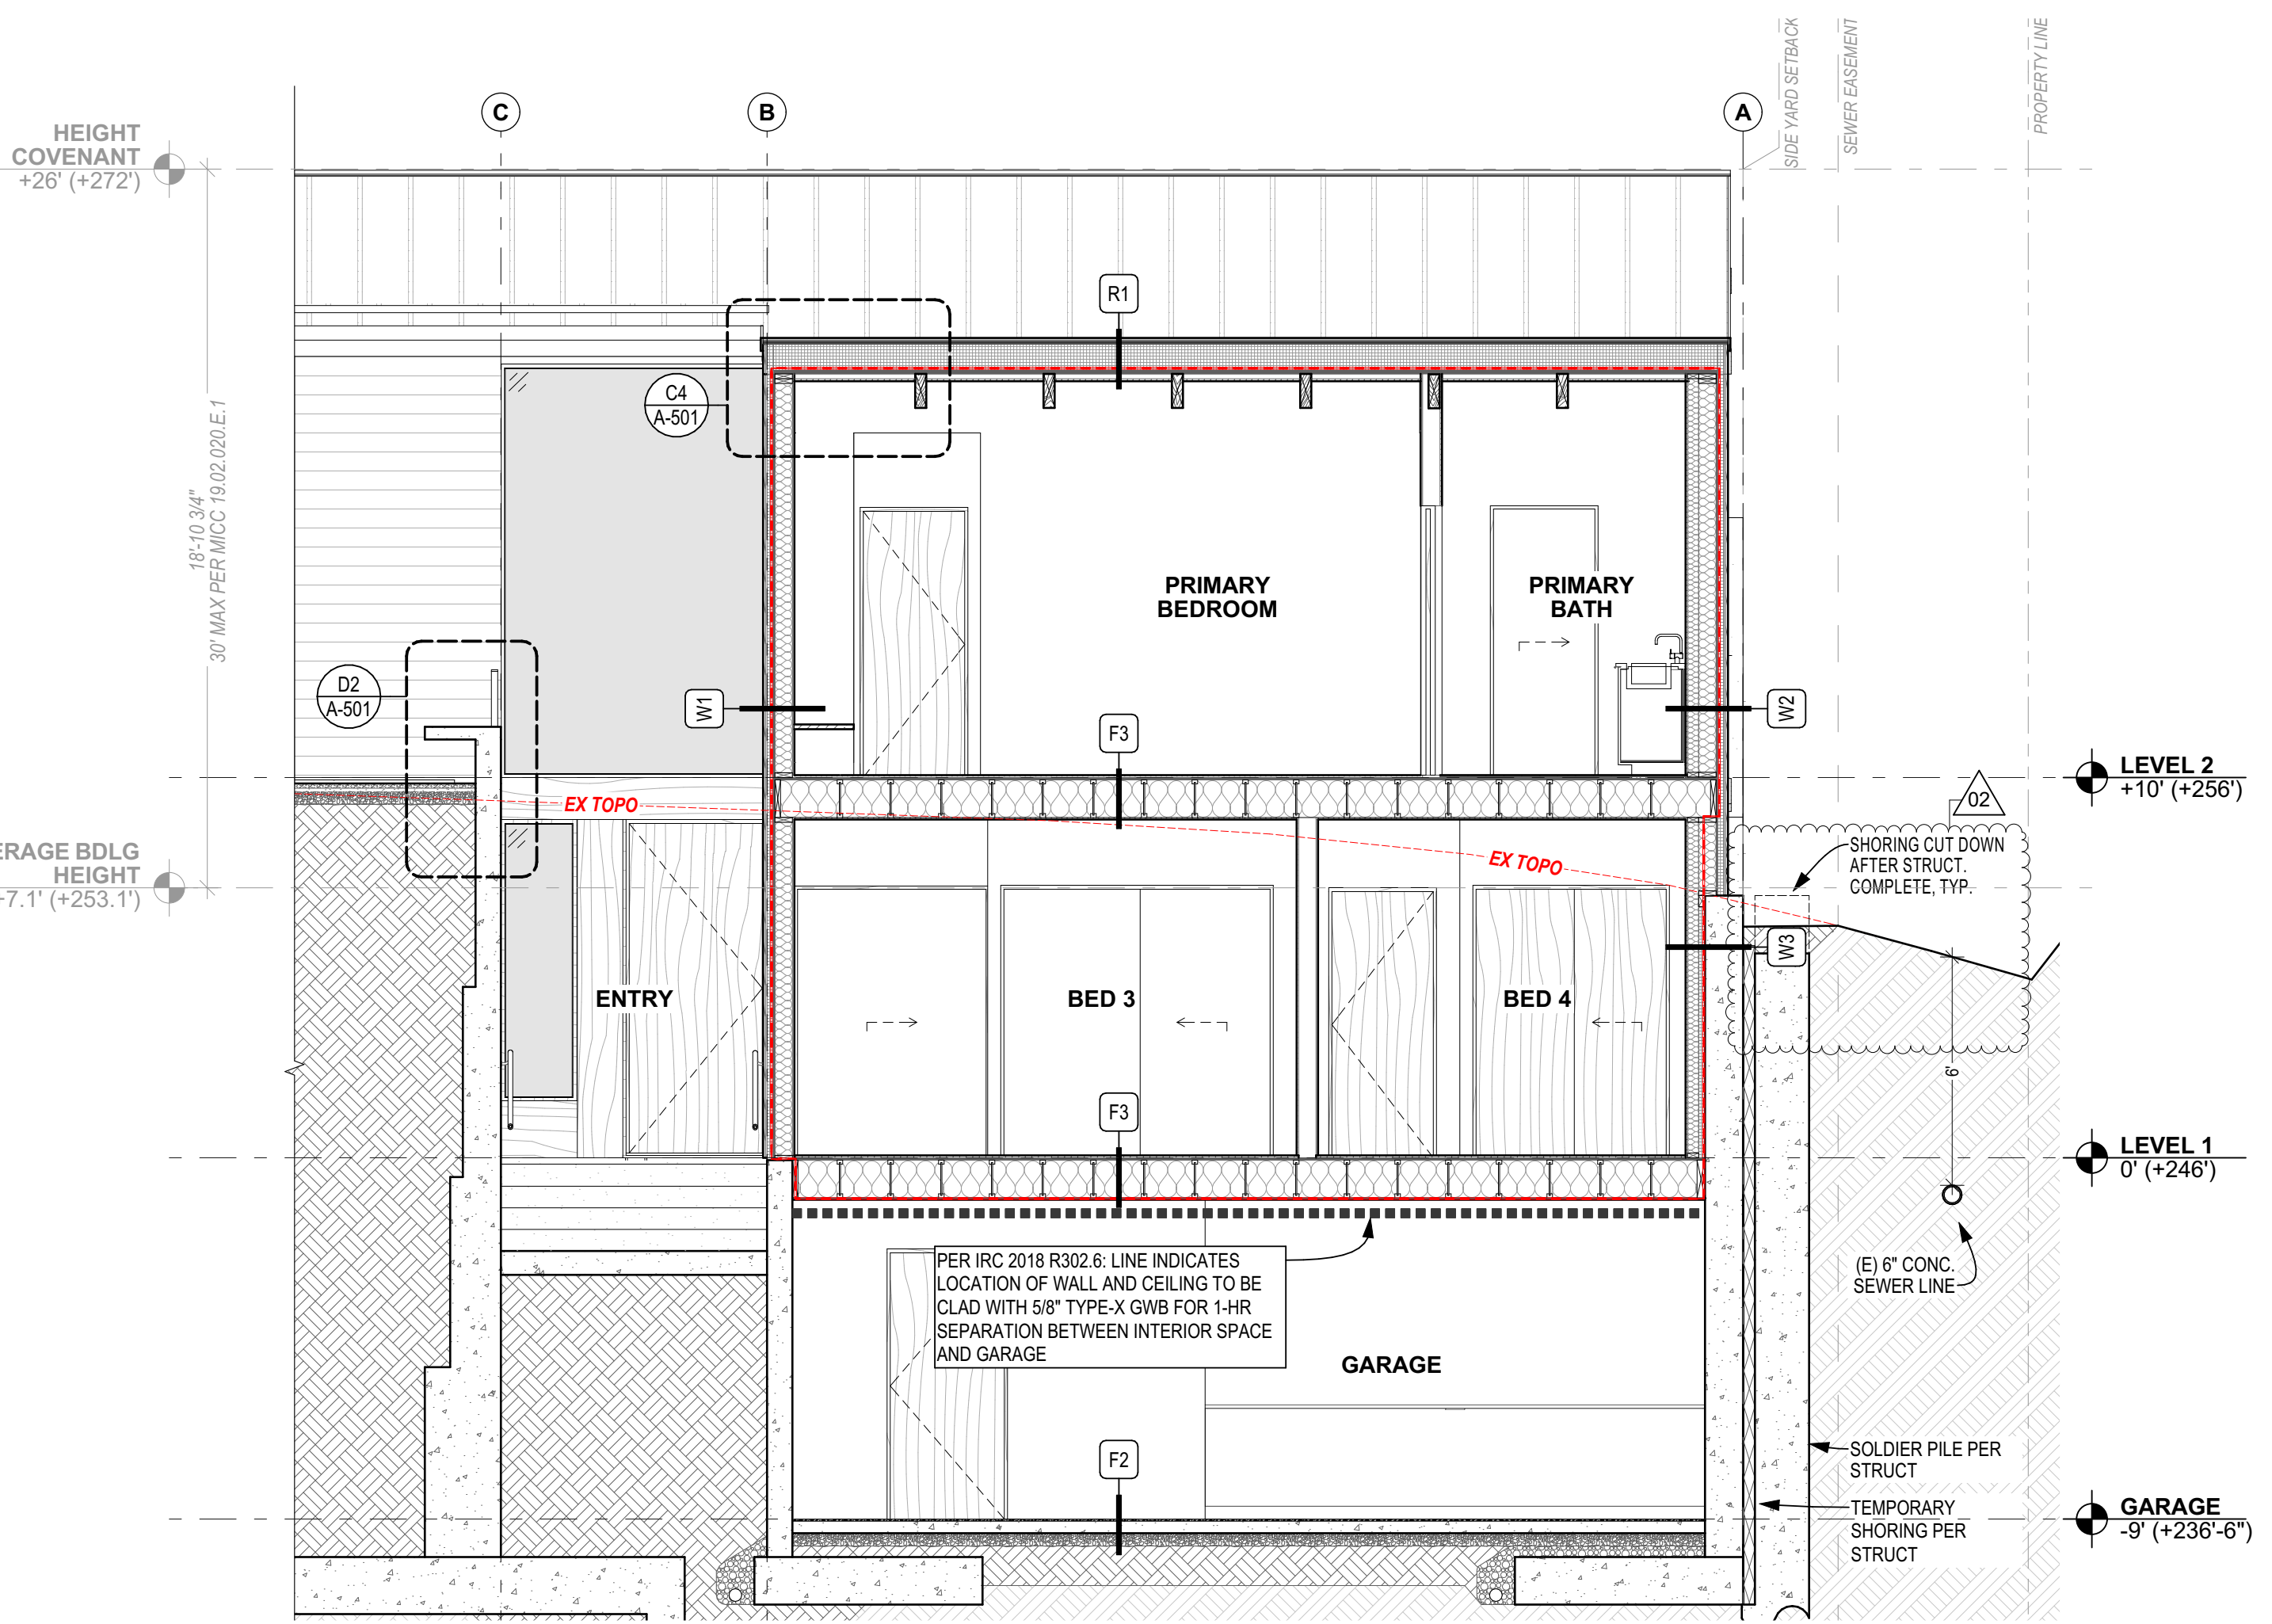 SIDE YARD SETBACK
SEWER EASEMENT
PROPERTY LINE
C
B
A
HEIGHT
COVENANT
+26' (+272')
R1
C4
A-501
18'-10 3/4"
30' MAX PER MICC 19.02.020.E.1
PRIMARY
BEDROOM
PRIMARY
BATH
D2
A-501
W1
F3
W2
LEVEL 2
+10' (+256')
02
EX TOPO
EX TOPO
ERAGE BDLG
HEIGHT
+7.1' (+253.1')
SHORING CUT DOWN
AFTER STRUCT.
COMPLETE, TYP.
W3
ENTRY
BED 3
BED 4
6'
F3
LEVEL 1
0' (+246')
PER IRC 2018 R302.6: LINE INDICATES
LOCATION OF WALL AND CEILING TO BE
CLAD WITH 5/8" TYPE-X GWB FOR 1-HR
SEPARATION BETWEEN INTERIOR SPACE
AND GARAGE
(E) 6" CONC.
SEWER LINE
GARAGE
F2
SOLDIER PILE PER
STRUCT
TEMPORARY
SHORING PER
STRUCT
GARAGE
-9' (+236'-6")